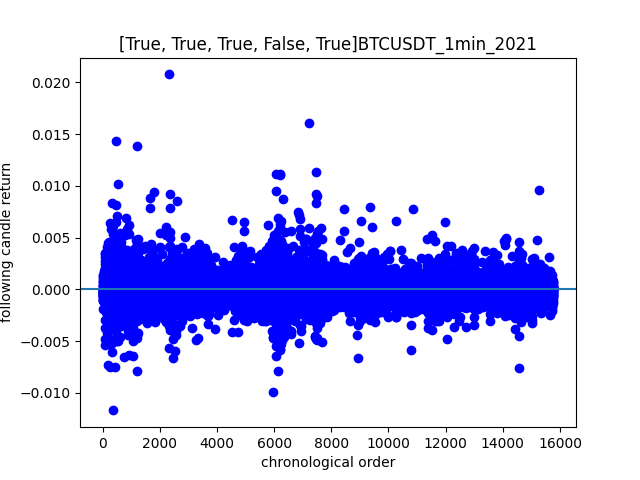 [True, True, True, False, True]BTCUSDT_1min_2021
following candle return
0.020
0.015
0.010
0.005
0.000
−0.005
−0.010
0 2000 4000 6000 8000 10000 12000 14000 16000
chronological order